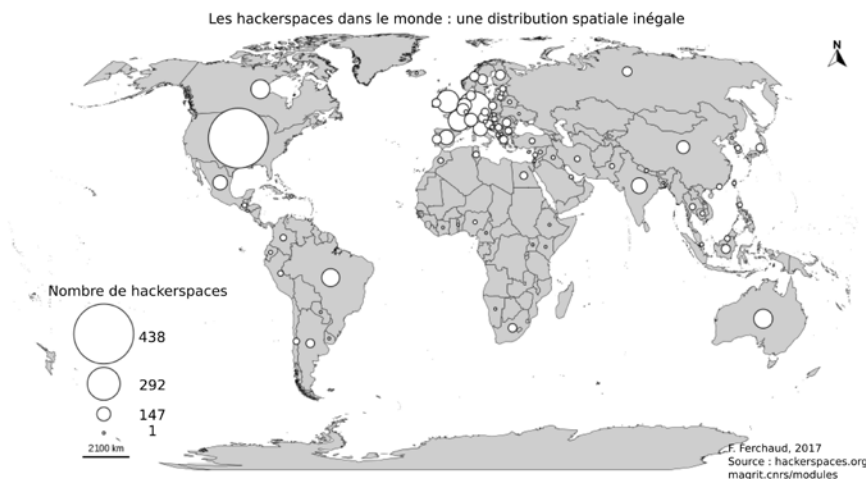 Les hackerspaces dans le monde : une distribution spatiale inégale
N
Nombre de hackerspaces
438
292
147
1
2100 km
F. Ferchaud, 2017
Source : hackerspaces.org
magrit.cnrs/modules